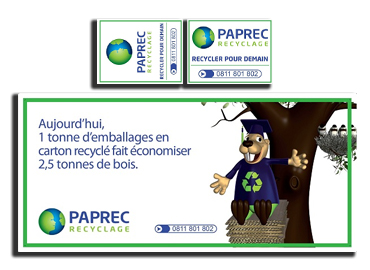 PAPREC
RECYCLAGE
RECYCLER POUR DEMAIN
0811 801 802
PAPREC
RECYCLAGE
RECYCLER POUR DEMAIN
0811 801 802
Aujourd'hui,
1 tonne d'emballages en
carton recyclé fait économiser
2,5 tonnes de bois.
PAPREC
RECYCLAGE
0811 801 802